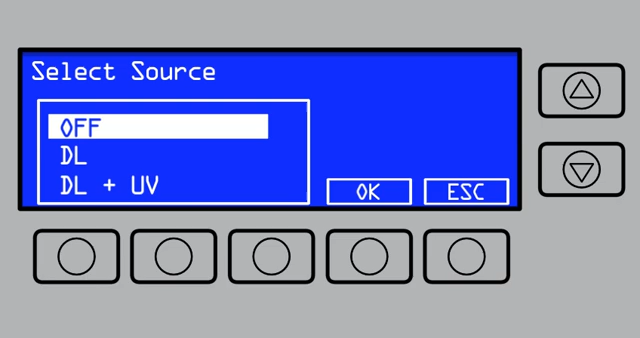 Select Source
OFF
DL
DL + UV
OK
ESC